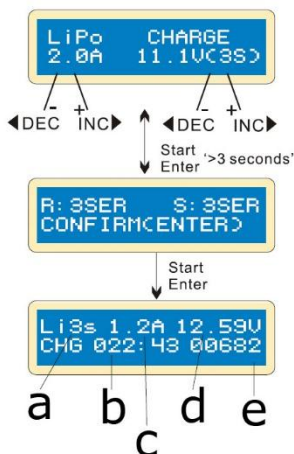 LiPo CHARGE
2.0A 11.1V(3S)
- + - +
◀DEC INC▶ ◀DEC INC▶
Start
Enter '>3 seconds'
R:3SER S:3SER
CONFIRM(ENTER)
Start
Enter
Li3s 1.2A 12.59V
CHG 022:43 00682
a b c d e